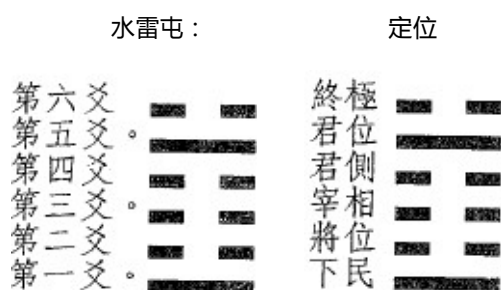 水雷屯：
定位
第六爻
第五爻。
第四爻
第三爻。
第二爻
第一爻。
終極
君位
君側
宰相
將位
下民